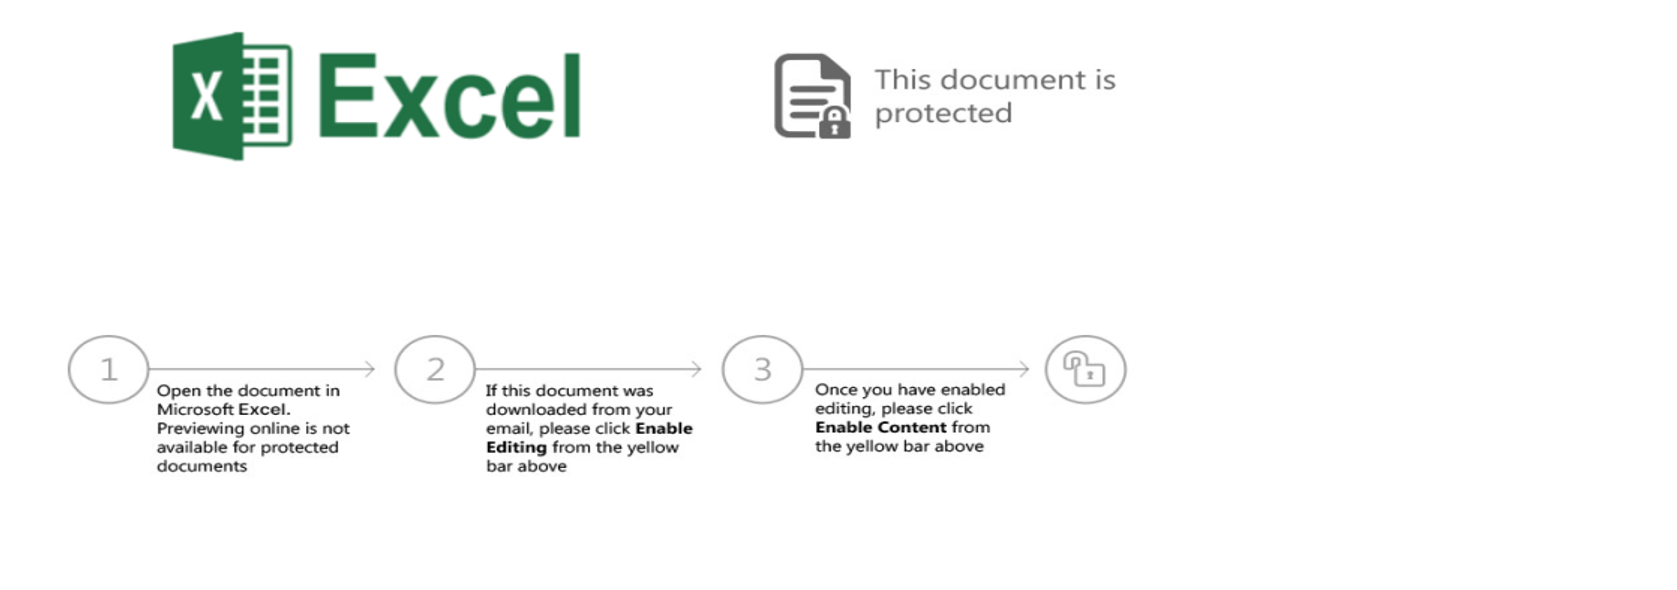 X Excel
This document is
protected
1
Open the document in
Microsoft Excel.
Previewing online is not
available for protected
documents
2
If this document was
downloaded from your
email, please click Enable
Editing from the yellow
bar above
3
Once you have enabled
editing, please click
Enable Content from
the yellow bar above